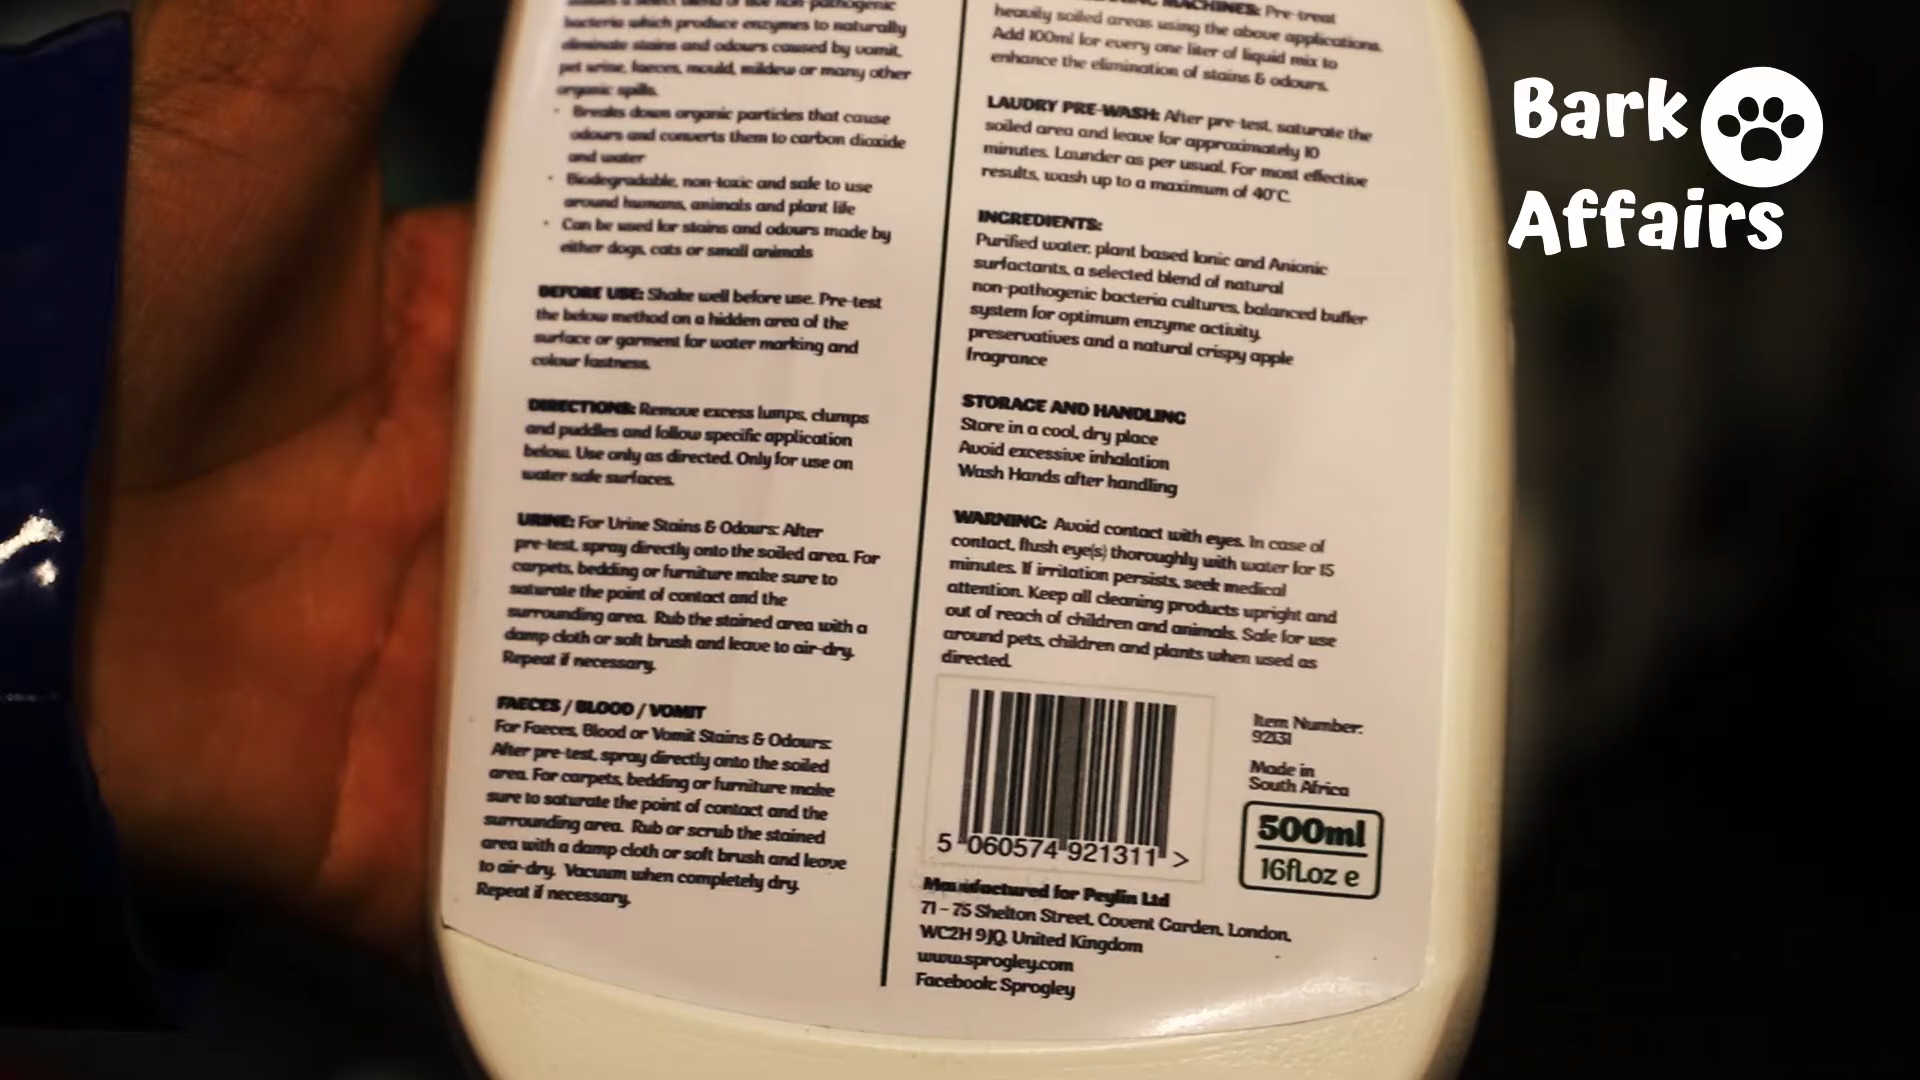 makes a select blend of live non-pathogenic
bacteria which produce enzymes to naturally
eliminate stains and odours caused by vomit,
pet urine, faeces, mould, mildew or many other
organic spills.
• Breaks down organic particles that cause
odours and converts them to carbon dioxide
and water
• Biodegradable, non-toxic and safe to use
around humans, animals and plant life
• Can be used for stains and odours made by
either dogs, cats or small animals
BEFORE USE: Shake well before use. Pre-test
the below method on a hidden area of the
surface or garment for water marking and
colour fastness.
DIRECTIONS: Remove excess lumps, clumps
and puddles and follow specific application
below. Use only as directed. Only for use on
water safe surfaces.
URINE: For Urine Stains & Odours: After
pre-test, spray directly onto the soiled area. For
carpets, bedding or furniture make sure to
saturate the point of contact and the
surrounding area. Rub the stained area with a
damp cloth or soft brush and leave to air-dry.
Repeat if necessary.
FAECES / BLOOD / VOMIT
For Faeces, Blood or Vomit Stains & Odours:
After pre-test, spray directly onto the soiled
area. For carpets, bedding or furniture make
sure to saturate the point of contact and the
surrounding area. Rub or scrub the stained
area with a damp cloth or soft brush and leave
to air-dry. Vacuum when completely dry.
Repeat if necessary.
MACHINES: Pre-treat
heavily soiled areas using the above applications.
Add 100ml for every one liter of liquid mix to
enhance the elimination of stains & odours.
LAUDRY PRE-WASH: After pre-test, saturate the
soiled area and leave for approximately 10
minutes. Launder as per usual. For most effective
results, wash up to a maximum of 40°C.
INGREDIENTS:
Purified water, plant based Ionic and Anionic
surfactants, a selected blend of natural
non-pathogenic bacteria cultures, balanced buffer
system for optimum enzyme activity,
preservatives and a natural crispy apple
fragrance
STORAGE AND HANDLING
Store in a cool, dry place
Avoid excessive inhalation
Wash Hands after handling
WARNING: Avoid contact with eyes. In case of
contact, flush eye(s) thoroughly with water for 15
minutes. If irritation persists, seek medical
attention. Keep all cleaning products upright and
out of reach of children and animals. Safe for use
around pets, children and plants when used as
directed.
5 060574 921311 >
Item Number:
92131
Made in
South Africa
500ml
16fl.oz e
Manufactured for Peylin Ltd
71 – 75 Shelton Street, Covent Garden, London,
WC2H 9JQ, United Kingdom
www.sprogley.com
Facebook: Sprogley
Bark
Affairs